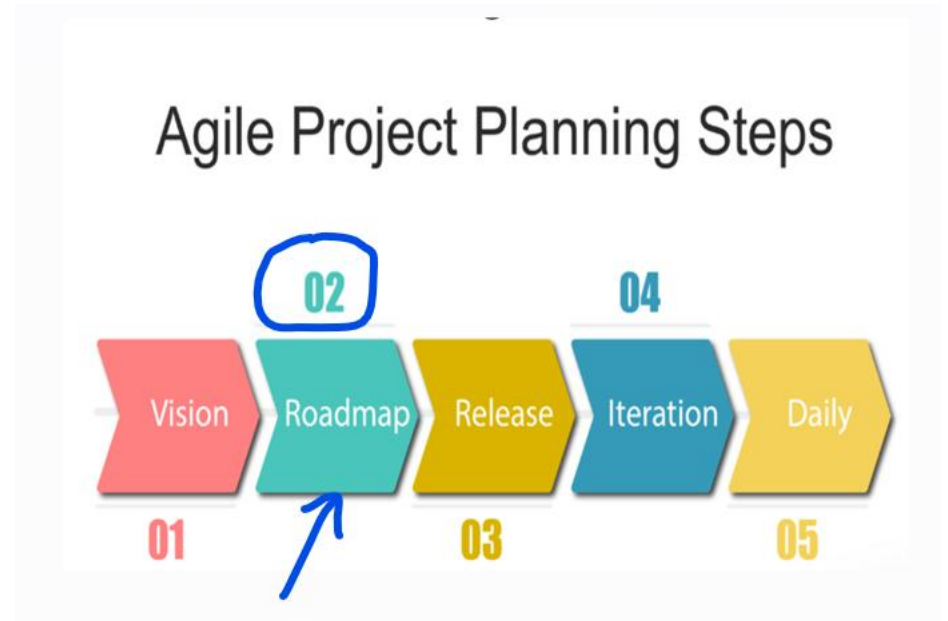 Agile Project Planning Steps
02 04
Vision Roadmap Release Iteration Daily
01 03 05